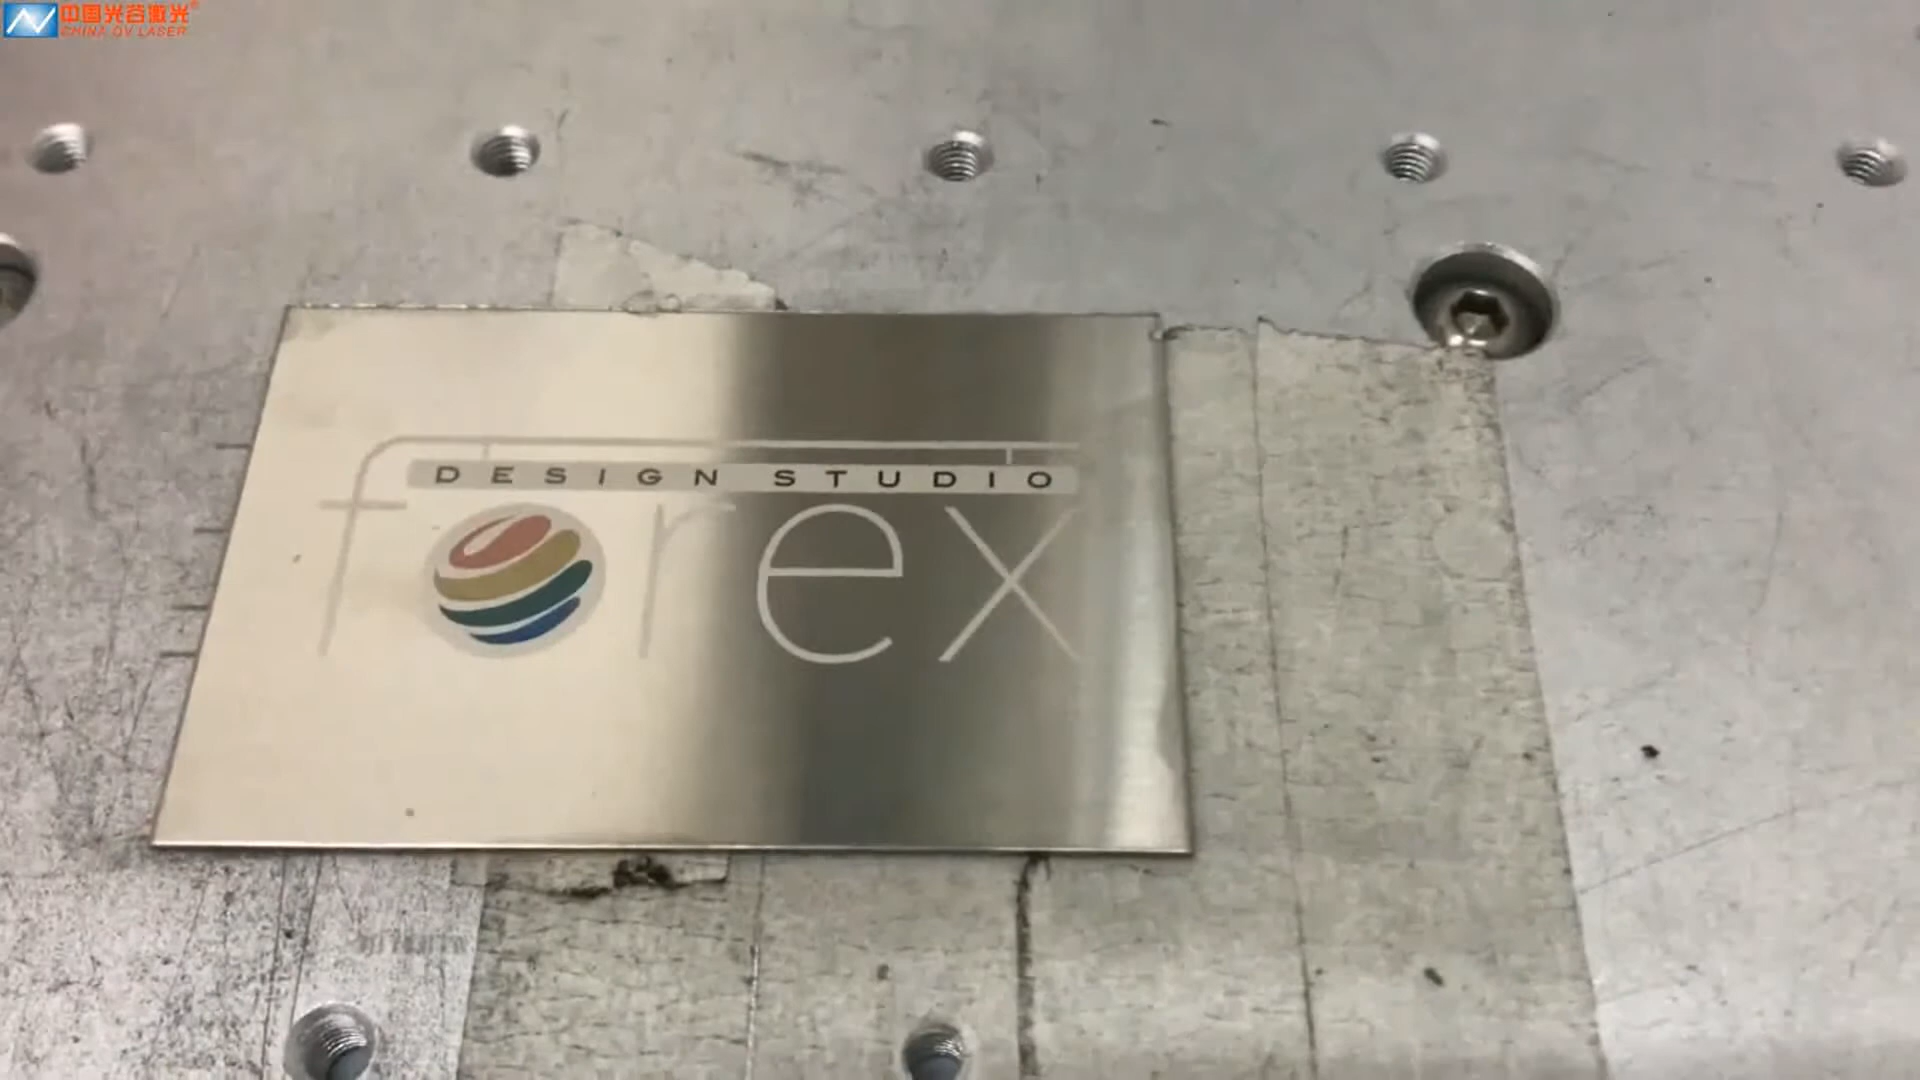 中国光谷激光®
CHINA OV LASER
DESIGN STUDIO
forex